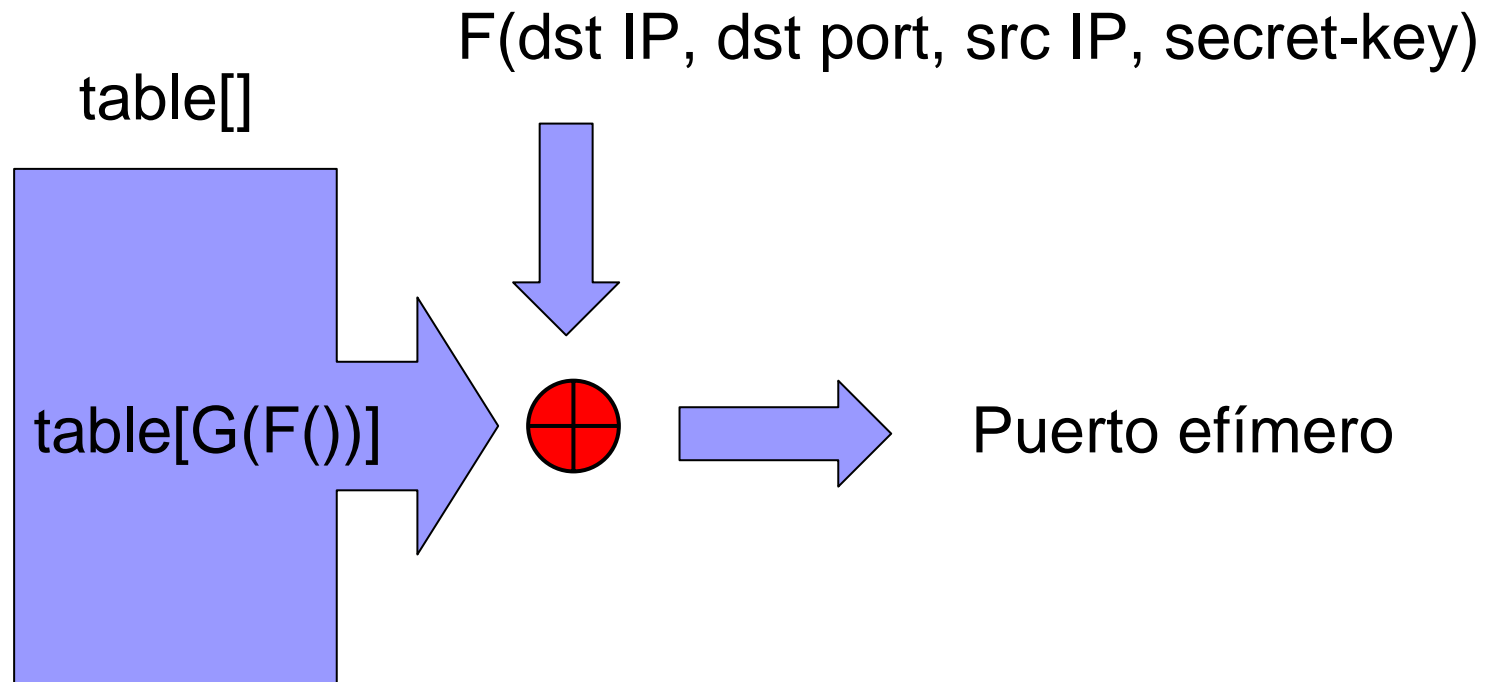 F(dst IP, dst port, src IP, secret-key)
table[]
table[G(F())]
Puerto efímero